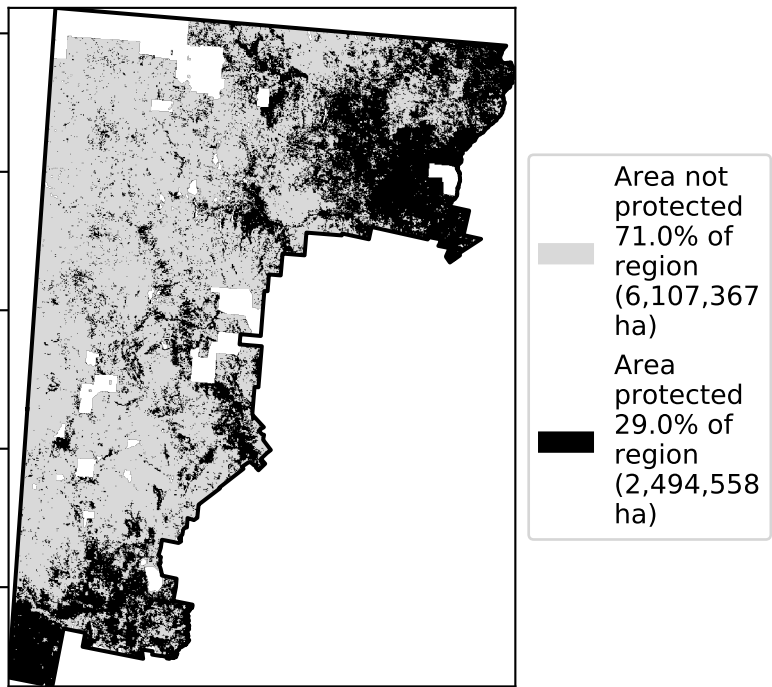 Area not
protected
71.0% of
region
(6,107,367
ha)
Area
protected
29.0% of
region
(2,494,558
ha)